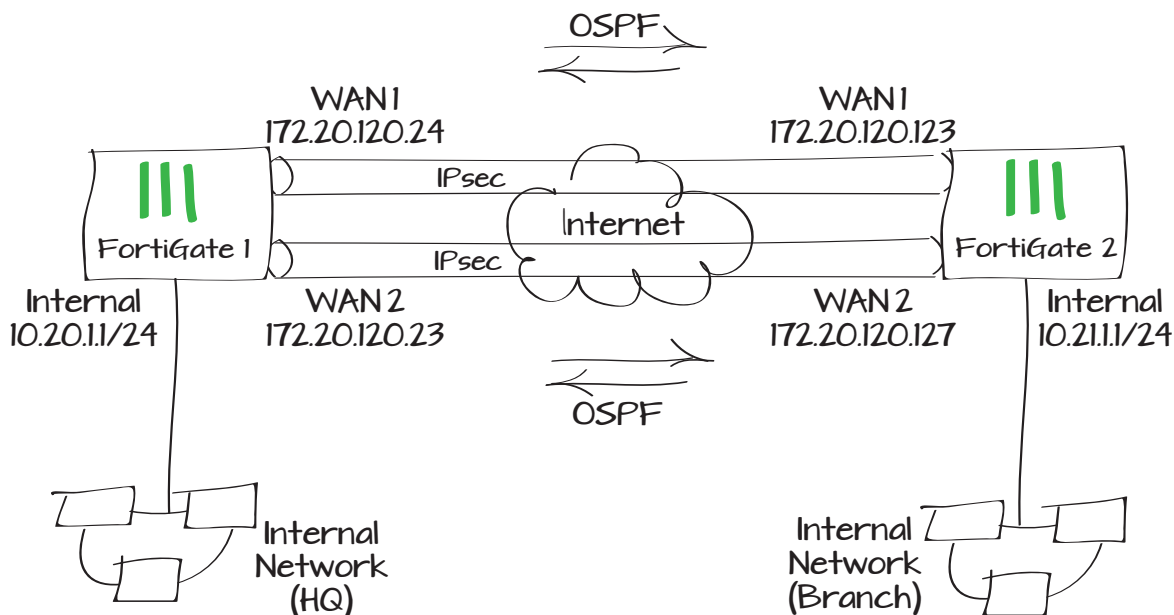 OSPF
WAN 1
172.20.120.24
WAN 1
172.20.120.123
IPsec
Internet
FortiGate 1
FortiGate 2
IPsec
Internal
10.20.1.1/24
WAN 2
172.20.120.23
WAN 2
172.20.120.127
Internal
10.21.1.1/24
OSPF
Internal
Network
(HQ)
Internal
Network
(Branch)